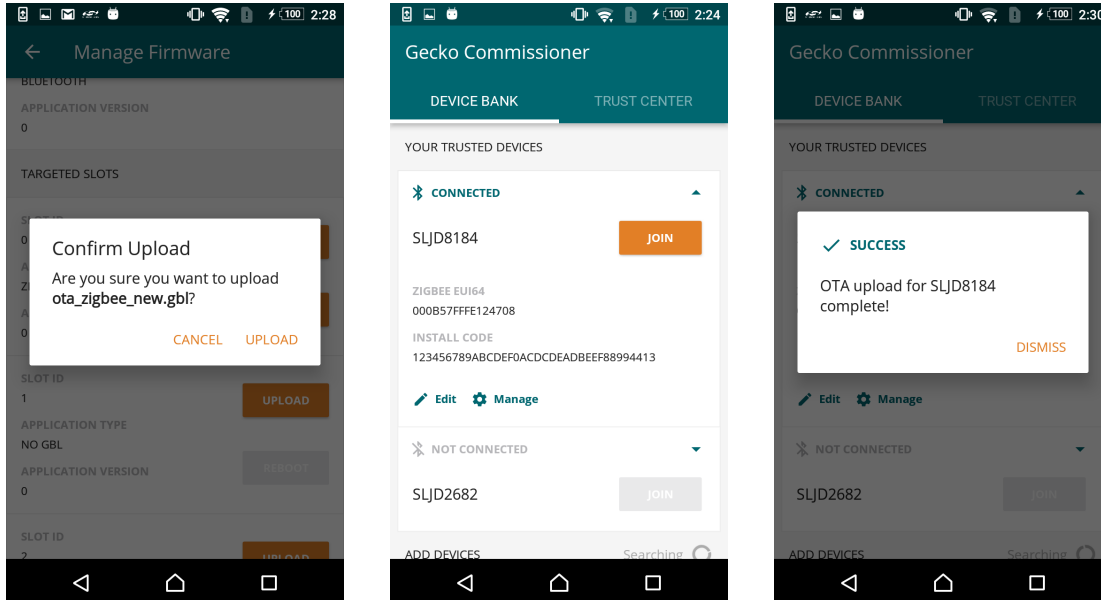 100 2:28
Manage Firmware
BLUETOOTH
APPLICATION VERSION
0
TARGETED SLOTS
0
Confirm Upload
Are you sure you want to upload
ota_zigbee_new.gbl?
CANCEL UPLOAD
0
SLOT ID
1
UPLOAD
APPLICATION TYPE
NO GBL
APPLICATION VERSION
REBOOT
0
SLOT ID
2
UPLOAD
100 2:24
Gecko Commissioner
DEVICE BANK TRUST CENTER
YOUR TRUSTED DEVICES
CONNECTED
SLJD8184 JOIN
ZIGBEE EUI64
000B57FFFE124708
INSTALL CODE
123456789ABCDEF0ACDCDEADBEEF88994413
Edit Manage
NOT CONNECTED
SLJD2682 JOIN
ADD DEVICES Searching
100 2:30
Gecko Commissioner
DEVICE BANK TRUST CENTER
YOUR TRUSTED DEVICES
CONNECTED
SUCCESS
OTA upload for SLJD8184
complete!
DISMISS
Edit Manage
NOT CONNECTED
SLJD2682 JOIN
ADD DEVICES Searching